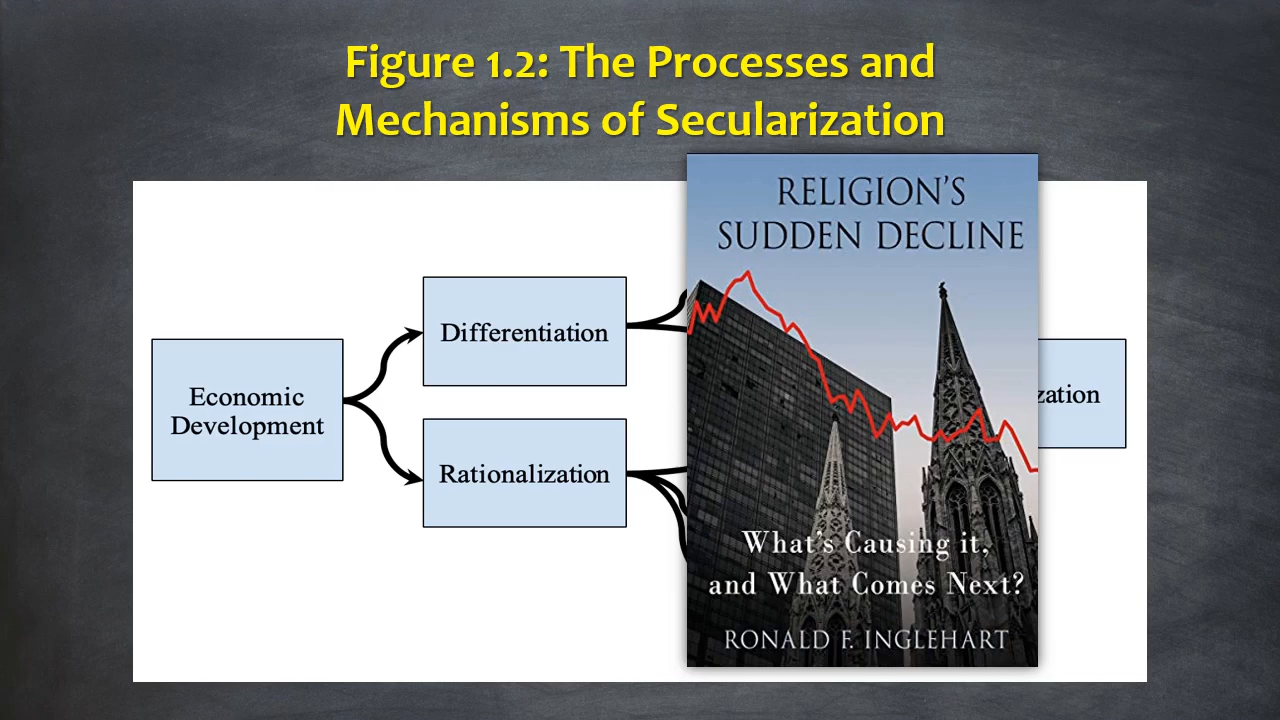 Figure 1.2: The Processes and
Mechanisms of Secularization
Economic
Development
Differentiation
Rationalization
RELIGION'S
SUDDEN DECLINE
What's Causing it,
and What Comes Next?
RONALD F. INGLEHART
zation